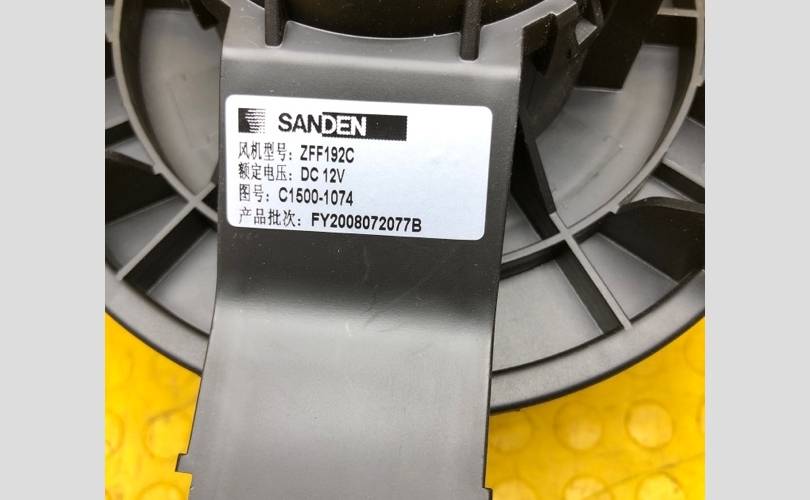 SANDEN
风机型号：ZFF192C
额定电压：DC 12V
图号：C1500-1074
产品批次：FY2008072077B